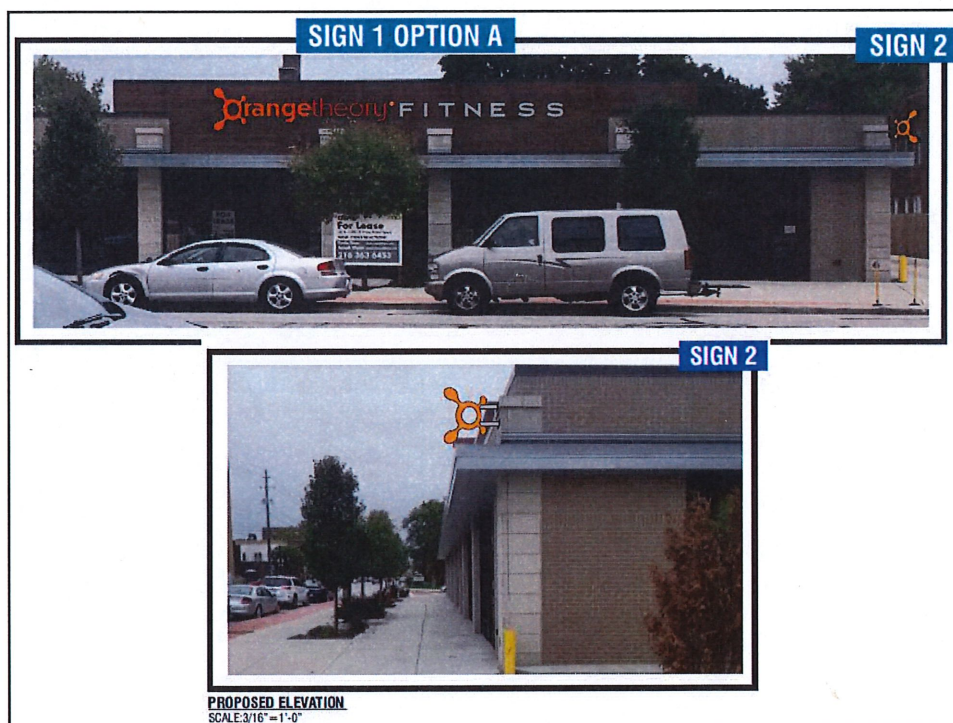 SIGN 1 OPTION A
SIGN 2
Orangetheory FITNESS
For Lease
216 363 6453
SIGN 2
PROPOSED ELEVATION
SCALE:3/16"=1'-0"